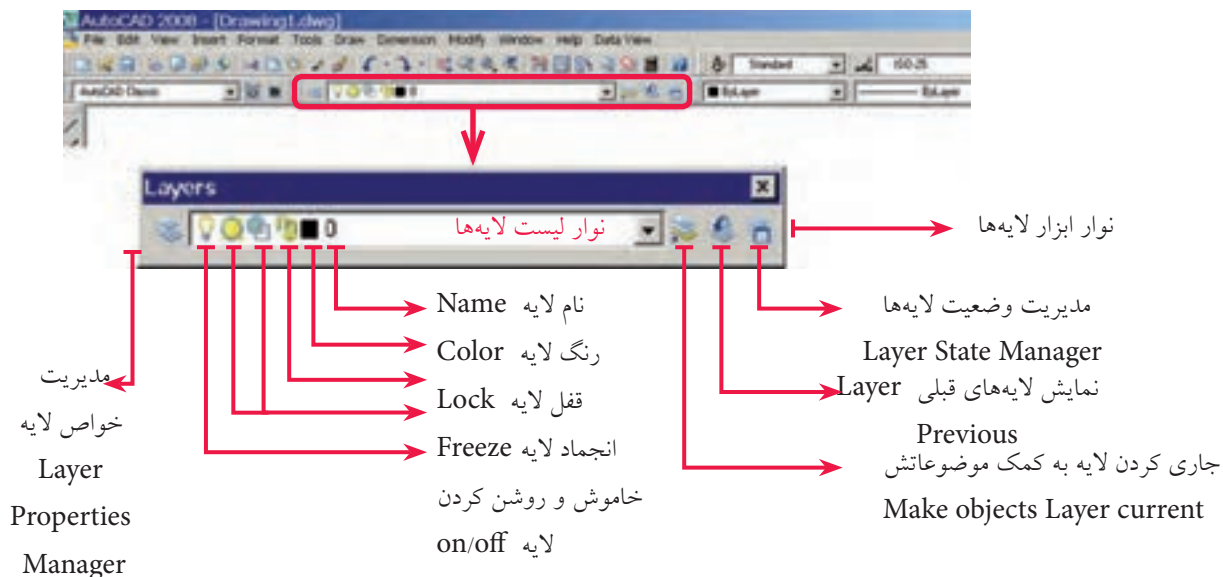 AutoCAD 2008 - [Drawing1.dwg]
File Edit View Insert Format Tools Draw Dimension Modify Window Help Data View
Standard ISO-25
AutoCAD Classic 0 ByLayer ByLayer
Layers
0 نوار لیست لایه‌ها
نوار ابزار لایه‌ها
نام لایه Name
رنگ لایه Color
قفل لایه Lock
انجماد لایه Freeze
خاموش و روشن کردن
لایه on/off
مدیریت
خواص لایه
Layer
Properties
Manager
مدیریت وضعیت لایه‌ها
Layer State Manager
نمایش لایه‌های قبلی Layer
Previous
جاری کردن لایه به کمک موضوعاتش
Make objects Layer current